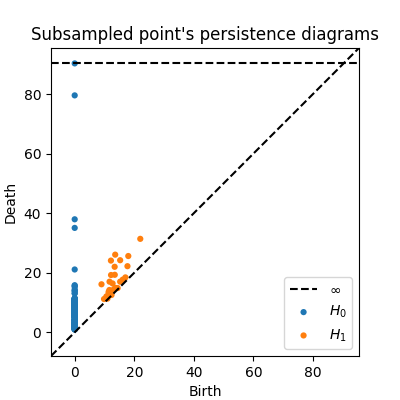 Subsampled point's persistence diagrams
Death
80
60
40
20
0
0 20 40 60 80
Birth
∞
H₀
H₁